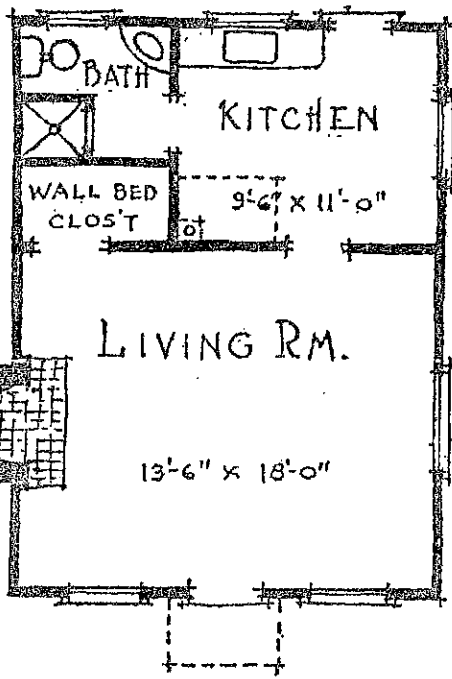 BATH
KITCHEN
9'-6" X 11'-0"
WALL BED
CLOS'T
LIVING RM.
13'-6" X 18'-0"